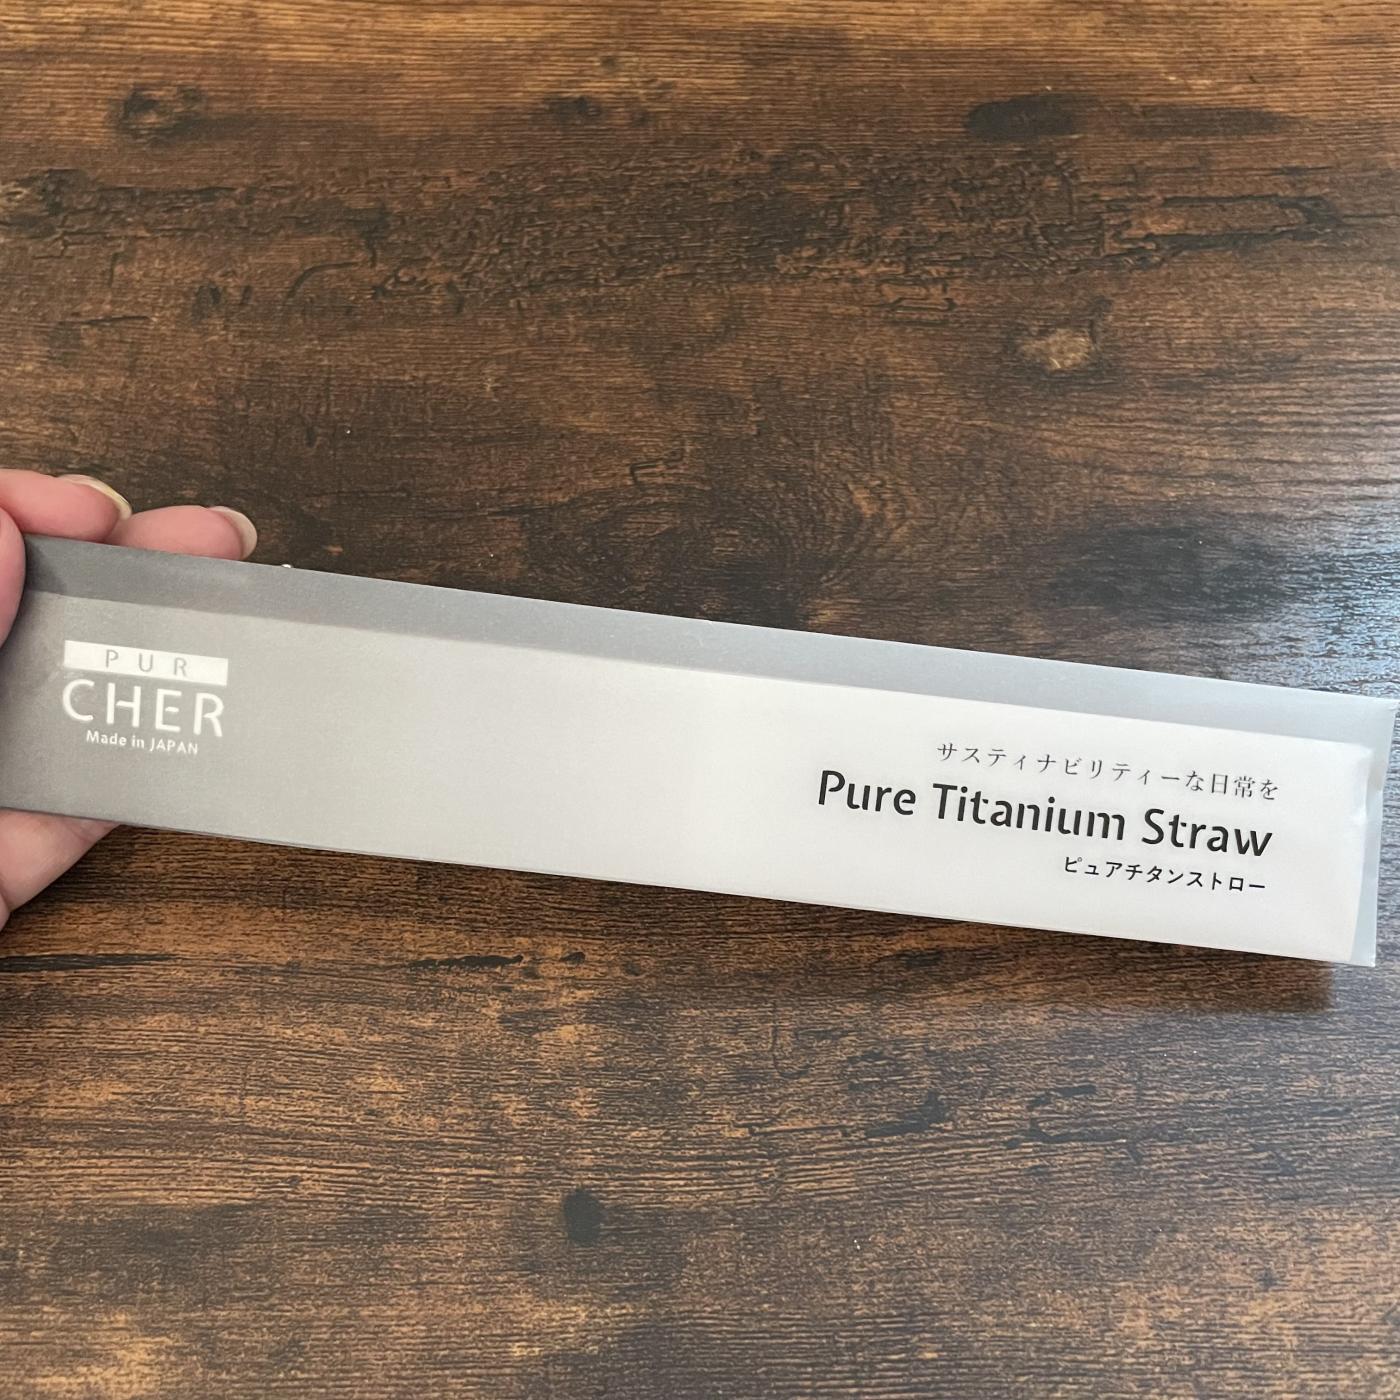 PUR
CHER
Made in JAPAN
サスティナビリティーな日常を
Pure Titanium Straw
ピュアチタンストロー